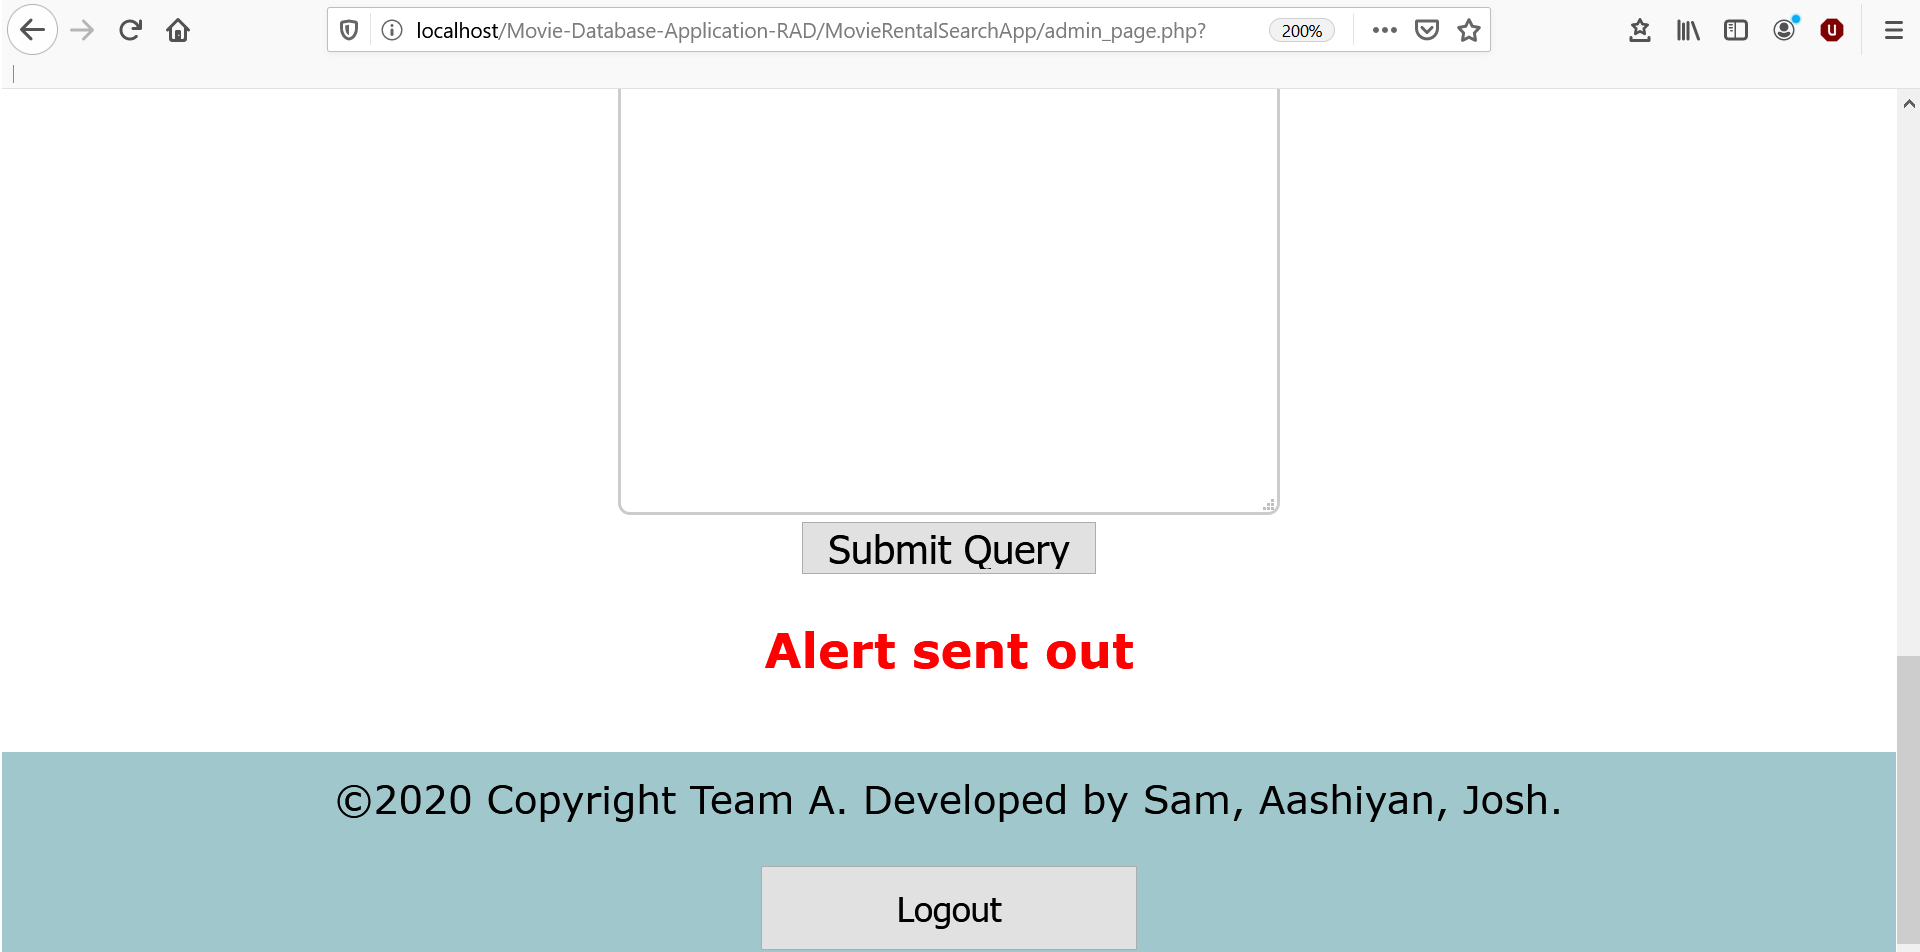 localhost/Movie-Database-Application-RAD/MovieRentalSearchApp/admin_page.php? 200%
Submit Query
Alert sent out
©2020 Copyright Team A. Developed by Sam, Aashiyan, Josh.
Logout